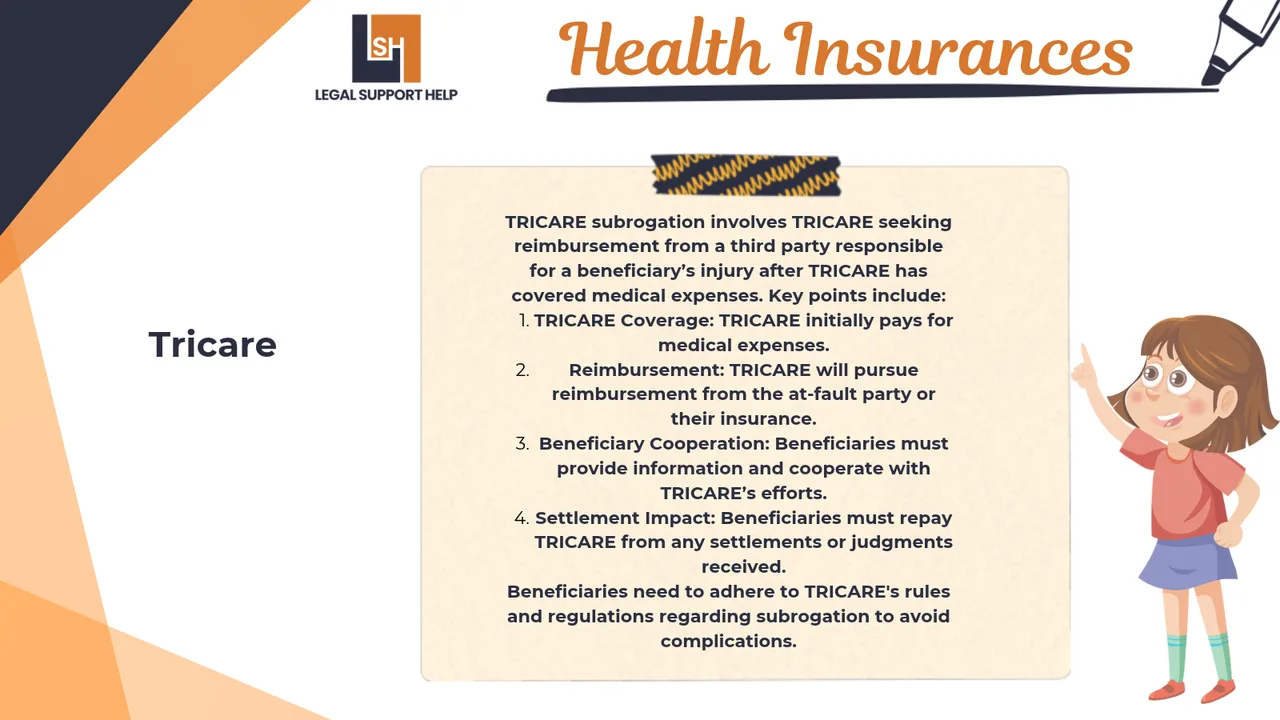 SH
LEGAL SUPPORT HELP
Health Insurances
Tricare
TRICARE subrogation involves TRICARE seeking
reimbursement from a third party responsible
for a beneficiary’s injury after TRICARE has
covered medical expenses. Key points include:
1. TRICARE Coverage: TRICARE initially pays for
medical expenses.
2. Reimbursement: TRICARE will pursue
reimbursement from the at-fault party or
their insurance.
3. Beneficiary Cooperation: Beneficiaries must
provide information and cooperate with
TRICARE’s efforts.
4. Settlement Impact: Beneficiaries must repay
TRICARE from any settlements or judgments
received.
Beneficiaries need to adhere to TRICARE's rules
and regulations regarding subrogation to avoid
complications.